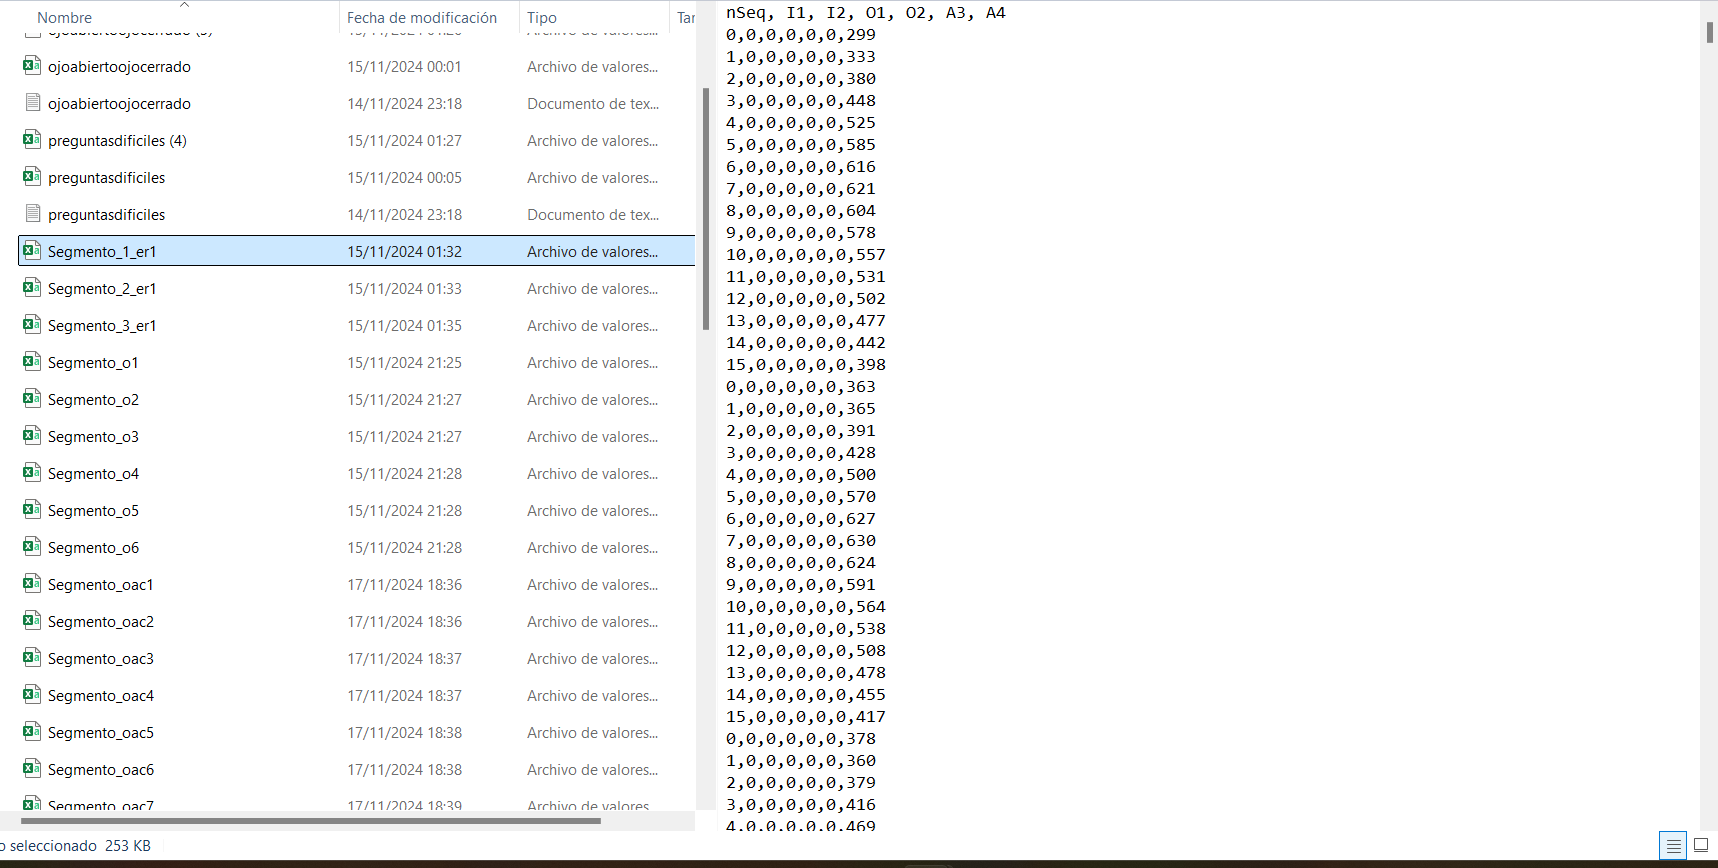 Nombre Fecha de modificación Tipo Tar
ojoabiertoojocerrado 15/11/2024 00:01 Archivo de valores...
ojoabiertoojocerrado 14/11/2024 23:18 Documento de tex...
preguntasdificiles (4) 15/11/2024 01:27 Archivo de valores...
preguntasdificiles 15/11/2024 00:05 Archivo de valores...
preguntasdificiles 14/11/2024 23:18 Documento de tex...
Segmento_1_er1 15/11/2024 01:32 Archivo de valores...
Segmento_2_er1 15/11/2024 01:33 Archivo de valores...
Segmento_3_er1 15/11/2024 01:35 Archivo de valores...
Segmento_o1 15/11/2024 21:25 Archivo de valores...
Segmento_o2 15/11/2024 21:27 Archivo de valores...
Segmento_o3 15/11/2024 21:27 Archivo de valores...
Segmento_o4 15/11/2024 21:28 Archivo de valores...
Segmento_o5 15/11/2024 21:28 Archivo de valores...
Segmento_o6 15/11/2024 21:28 Archivo de valores...
Segmento_oac1 17/11/2024 18:36 Archivo de valores...
Segmento_oac2 17/11/2024 18:36 Archivo de valores...
Segmento_oac3 17/11/2024 18:37 Archivo de valores...
Segmento_oac4 17/11/2024 18:37 Archivo de valores...
Segmento_oac5 17/11/2024 18:38 Archivo de valores...
Segmento_oac6 17/11/2024 18:38 Archivo de valores...
Segmento_oac7 17/11/2024 18:39 Archivo de valores
o seleccionado 253 KB
nSeq, I1, I2, O1, O2, A3, A4
0,0,0,0,0,0,299
1,0,0,0,0,0,333
2,0,0,0,0,0,380
3,0,0,0,0,0,448
4,0,0,0,0,0,525
5,0,0,0,0,0,585
6,0,0,0,0,0,616
7,0,0,0,0,0,621
8,0,0,0,0,0,604
9,0,0,0,0,0,578
10,0,0,0,0,0,557
11,0,0,0,0,0,531
12,0,0,0,0,0,502
13,0,0,0,0,0,477
14,0,0,0,0,0,442
15,0,0,0,0,0,398
0,0,0,0,0,0,363
1,0,0,0,0,0,365
2,0,0,0,0,0,391
3,0,0,0,0,0,428
4,0,0,0,0,0,500
5,0,0,0,0,0,570
6,0,0,0,0,0,627
7,0,0,0,0,0,630
8,0,0,0,0,0,624
9,0,0,0,0,0,591
10,0,0,0,0,0,564
11,0,0,0,0,0,538
12,0,0,0,0,0,508
13,0,0,0,0,0,478
14,0,0,0,0,0,455
15,0,0,0,0,0,417
0,0,0,0,0,0,378
1,0,0,0,0,0,360
2,0,0,0,0,0,379
3,0,0,0,0,0,416
4,0,0,0,0,0,469